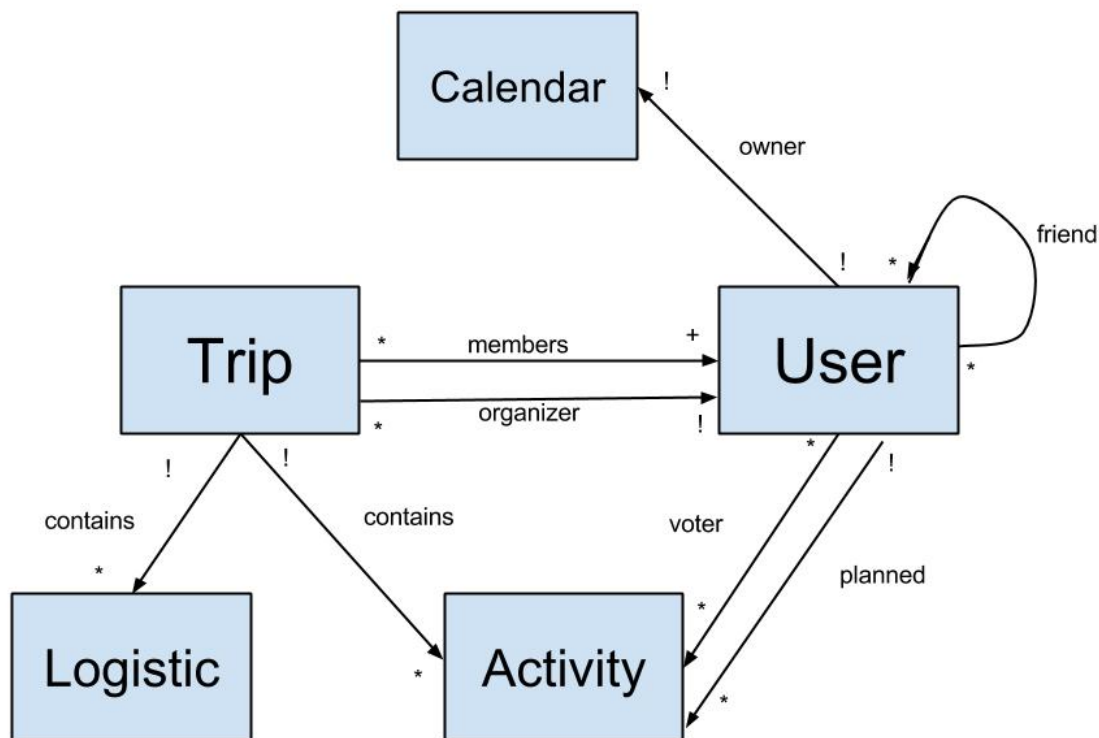 Calendar
!
owner
friend
!
*
Trip
*
members
+
User
*
organizer
*
!
*
!
!
!
contains
contains
voter
*
planned
*
Logistic
*
Activity
*